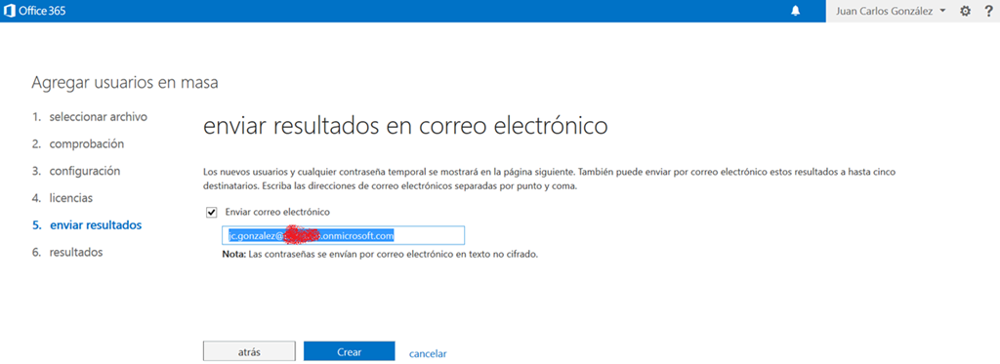 Office 365
Juan Carlos González
?
Agregar usuarios en masa
1. seleccionar archivo
2. comprobación
3. configuración
4. licencias
5. enviar resultados
6. resultados
enviar resultados en correo electrónico
Los nuevos usuarios y cualquier contraseña temporal se mostrará en la página siguiente. También puede enviar por correo electrónico estos resultados a hasta cinco
destinatarios. Escriba las direcciones de correo electrónicos separadas por punto y coma.
Enviar correo electrónico
jc.gonzalez@ .onmicrosoft.com
Nota: Las contraseñas se envían por correo electrónico en texto no cifrado.
atrás
Crear
cancelar